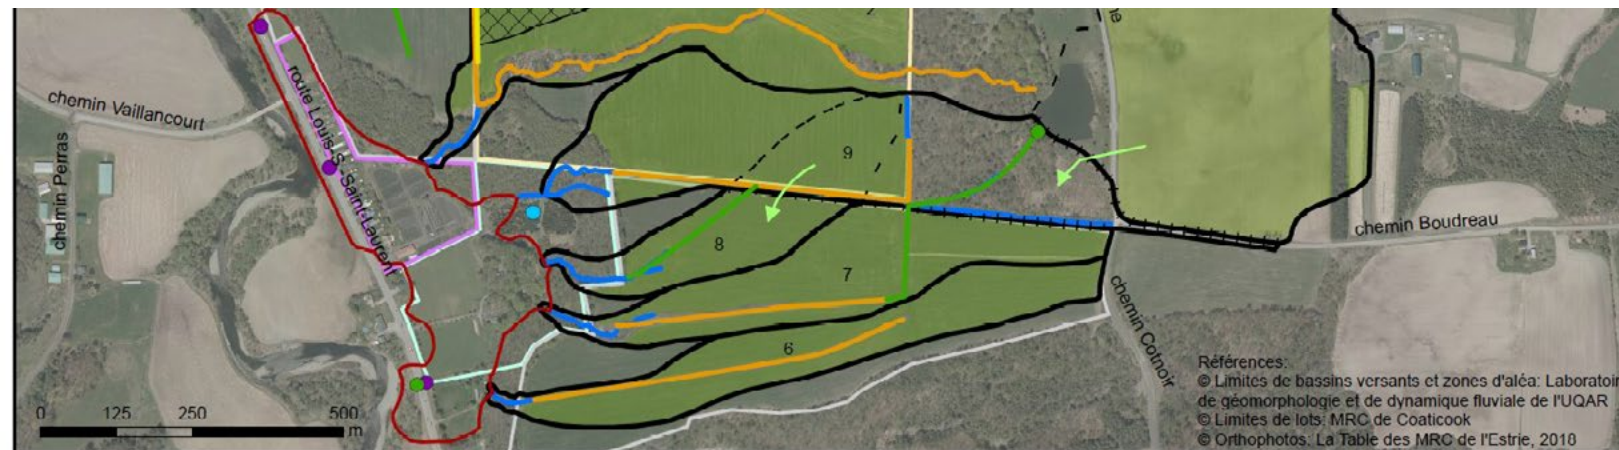 chemin Vaillancourt
chemin Perras
route Louis-S.-Saint-Laurent
9
8
7
6
chemin Boudreau
chemin Cotnoir
0 125 250 500
m
Références:
© Limites de bassins versants et zones d'aléa: Laboratoir
de géomorphologie et de dynamique fluviale de l'UQAR
© Limites de lots: MRC de Coaticook
© Orthophotos: La Table des MRC de l'Estrie, 2018